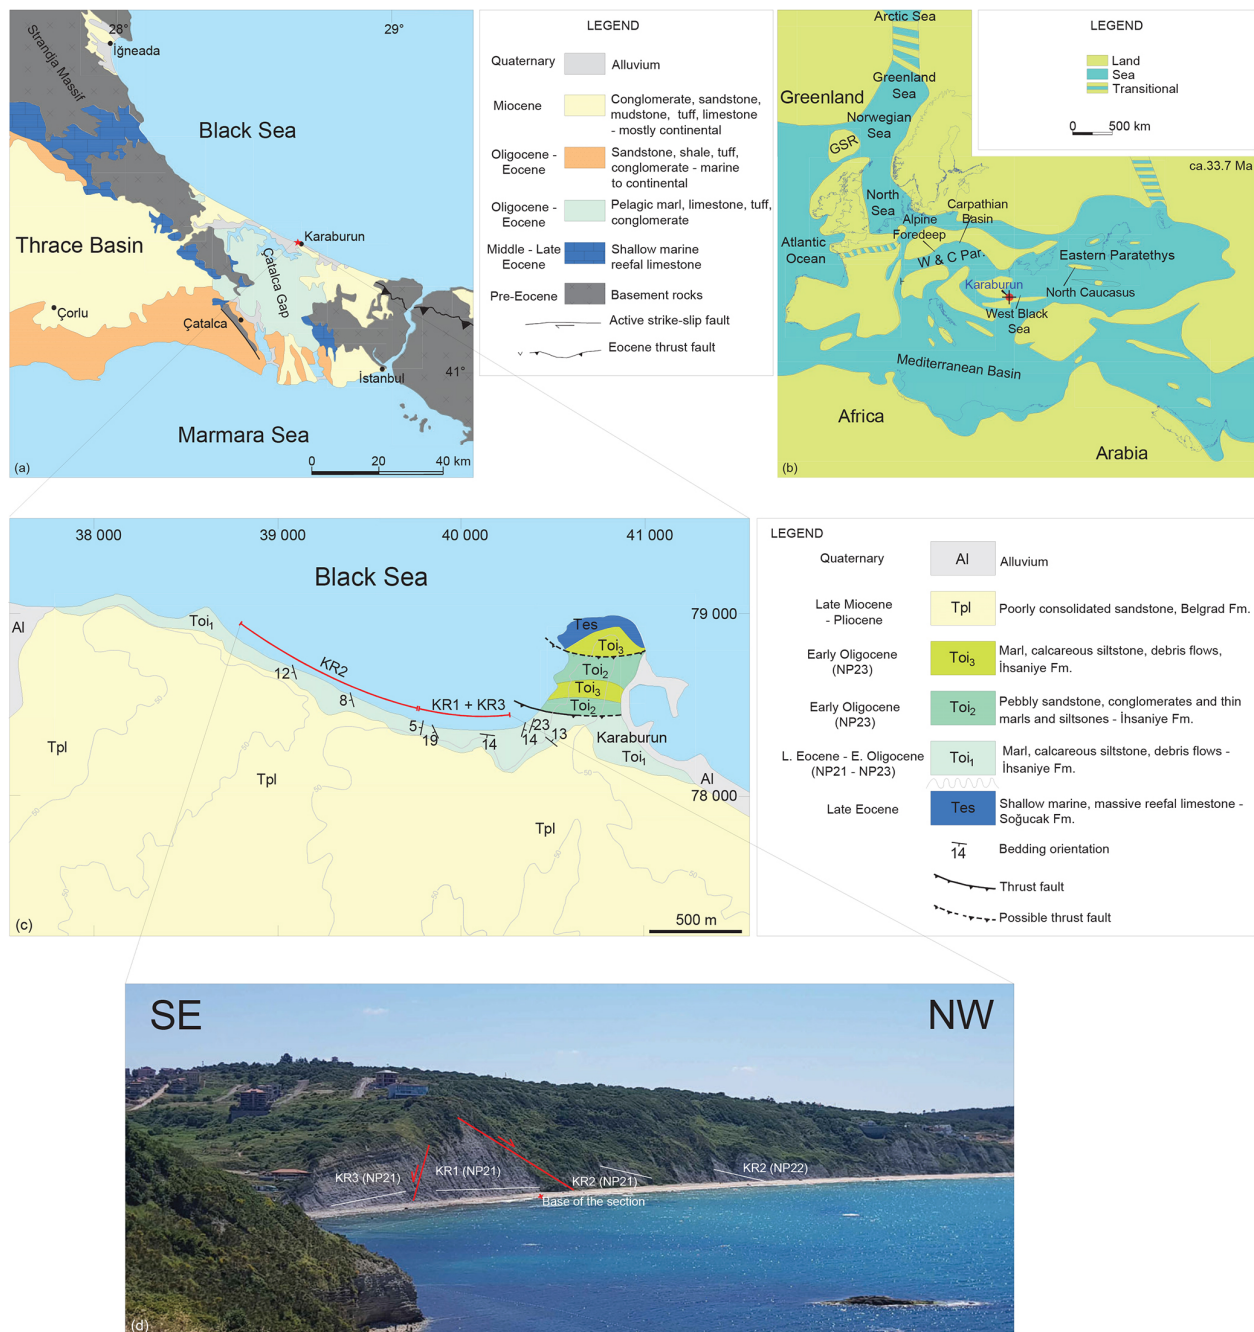 28°
29°
Strandja Massif
İğneada
Black Sea
Karaburun
Thrace Basin
Çatalca Gap
Çorlu
Çatalca
İstanbul
41°
Marmara Sea
0 20 40 km
(a)
LEGEND
Quaternary Alluvium
Miocene Conglomerate, sandstone,
mudstone, tuff, limestone
- mostly continental
Oligocene - Sandstone, shale, tuff,
Eocene conglomerate - marine
to continental
Oligocene - Pelagic marl, limestone, tuff,
Eocene conglomerate
Middle - Late Shallow marine
Eocene reefal limestone
Pre-Eocene Basement rocks
Active strike-slip fault
Eocene thrust fault
Arctic Sea
LEGEND
Land
Sea
Transitional
0 500 km
Greenland
Sea
Greenland
Norwegian
Sea
GSR
ca.33.7 Ma
North
Sea
Carpathian
Basin
Alpine
Foredeep
Atlantic
Ocean
W & C Par.
Eastern Paratethys
Karaburun
North Caucasus
West Black
Sea
Mediterranean Basin
Africa
Arabia
(b)
38 000 39 000 40 000 41 000
Black Sea
79 000
Al
Toi1
Tes
Toi3
Toi2
Toi3
Toi2
KR2
KR1 + KR3
12
8
5
19
14
14
23
13
Karaburun
Toi1
Al
78 000
Tpl
Tpl
Tpl
50
50
50
50
(c)
500 m
LEGEND
Quaternary Al Alluvium
Late Miocene
- Pliocene
Tpl Poorly consolidated sandstone, Belgrad Fm.
Early Oligocene
(NP23)
Toi3 Marl, calcareous siltstone, debris flows,
İhsaniye Fm.
Early Oligocene
(NP23)
Toi2 Pebbly sandstone, conglomerates and thin
marls and siltsones - İhsaniye Fm.
L. Eocene - E. Oligocene
(NP21 - NP23)
Toi1 Marl, calcareous siltstone, debris flows -
İhsaniye Fm.
Late Eocene Tes Shallow marine, massive reefal limestone -
Soğucak Fm.
14 Bedding orientation
Thrust fault
Possible thrust fault
SE NW
KR3 (NP21)
KR1 (NP21)
KR2 (NP21)
KR2 (NP22)
Base of the section
(d)